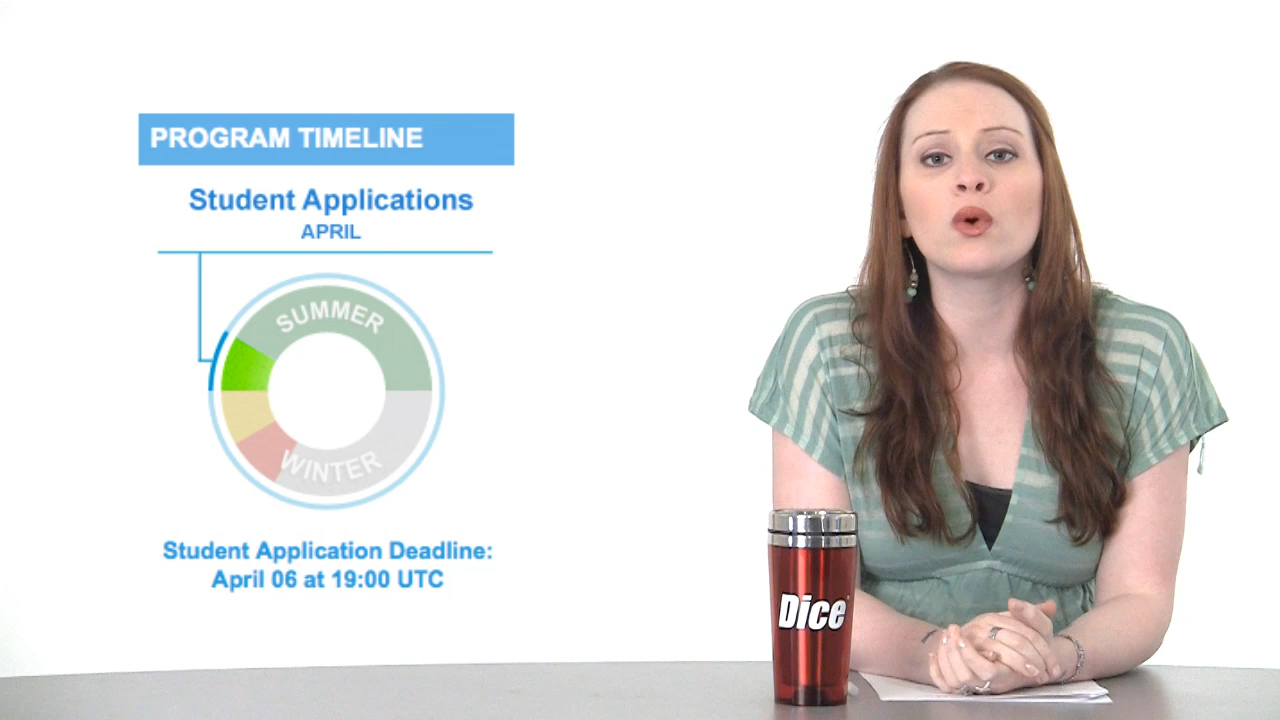 PROGRAM TIMELINE
Student Applications
APRIL
SUMMER
WINTER
Student Application Deadline:
April 06 at 19:00 UTC
Dice